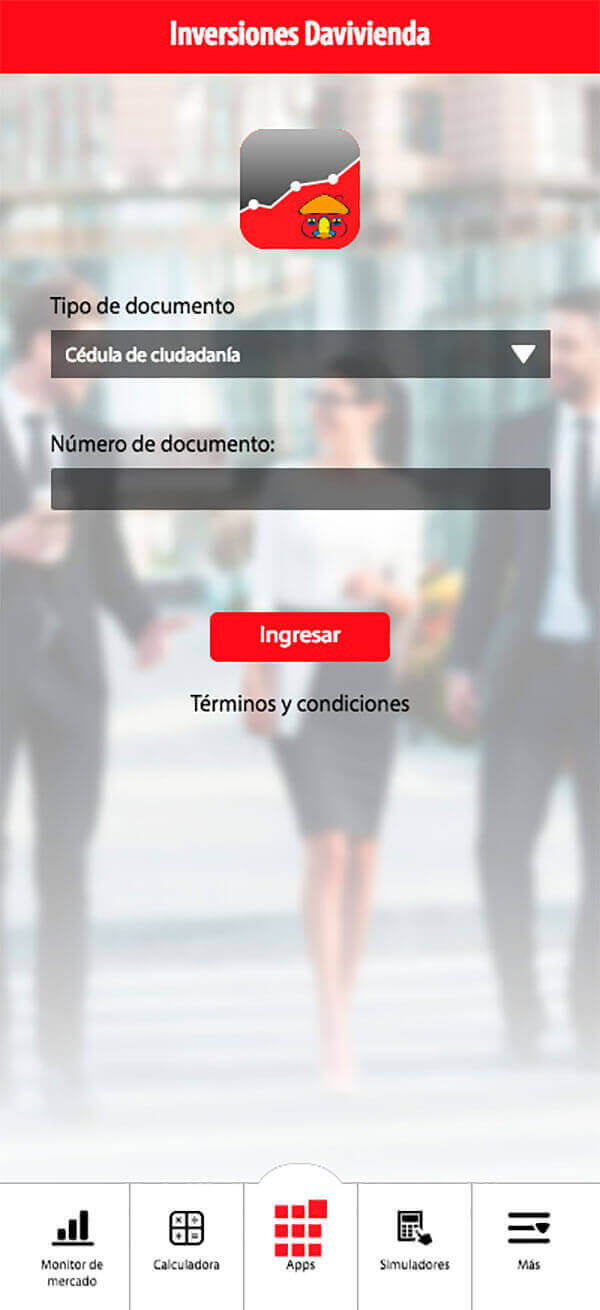 Inversiones Davivienda
Tipo de documento
Cédula de ciudadanía
Número de documento:
Ingresar
Términos y condiciones
Monitor de
mercado
Calculadora
Apps
Simuladores
Más